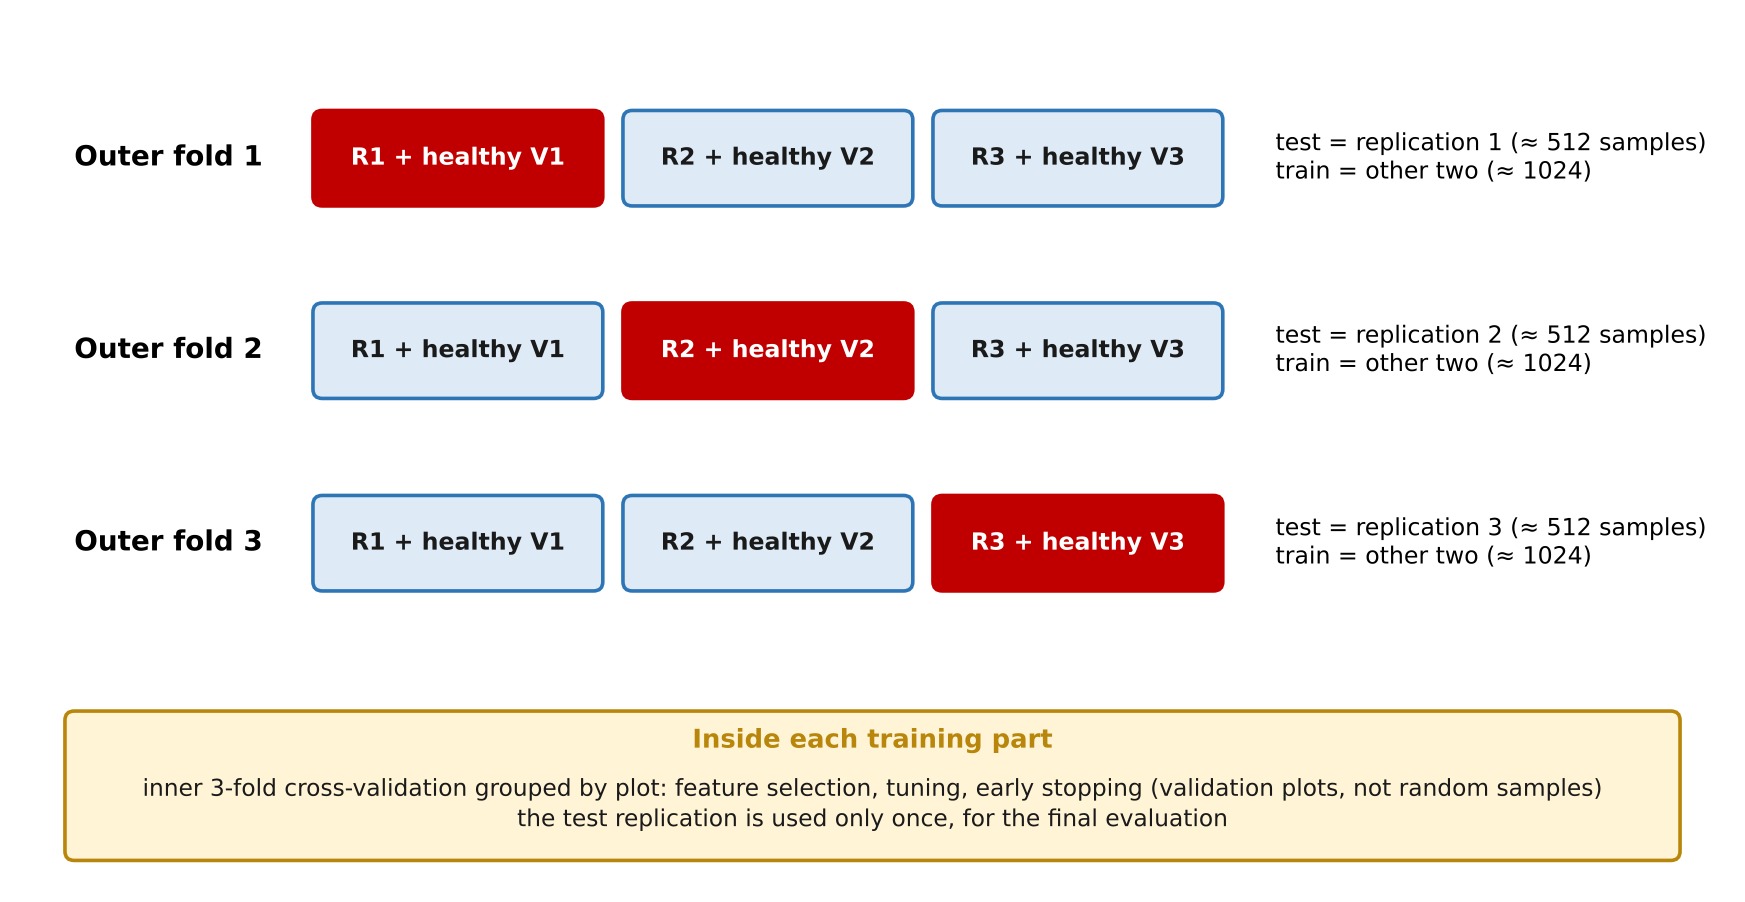 Outer fold 1
R1 + healthy V1
R2 + healthy V2
R3 + healthy V3
test = replication 1 (≈ 512 samples)
train = other two (≈ 1024)
Outer fold 2
R1 + healthy V1
R2 + healthy V2
R3 + healthy V3
test = replication 2 (≈ 512 samples)
train = other two (≈ 1024)
Outer fold 3
R1 + healthy V1
R2 + healthy V2
R3 + healthy V3
test = replication 3 (≈ 512 samples)
train = other two (≈ 1024)
Inside each training part
inner 3-fold cross-validation grouped by plot: feature selection, tuning, early stopping (validation plots, not random samples)
the test replication is used only once, for the final evaluation